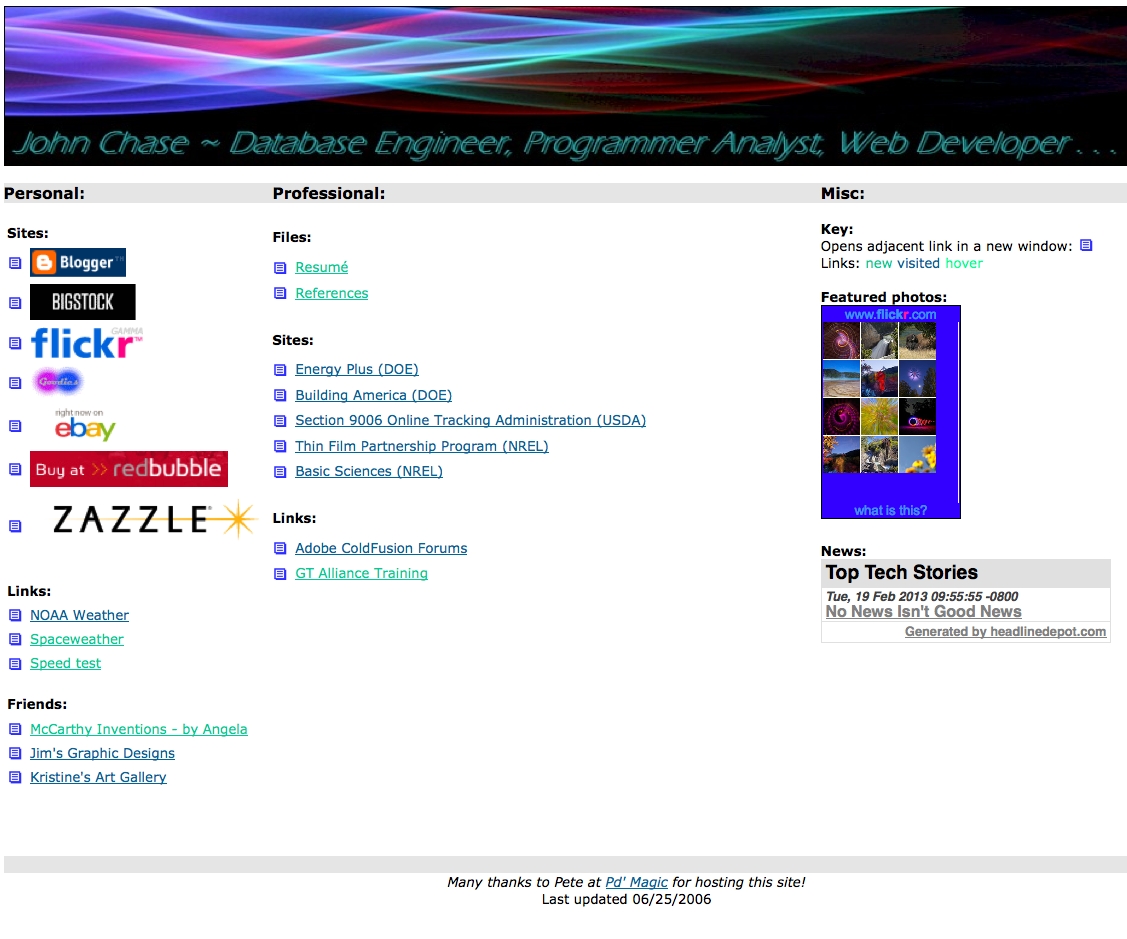 John Chase ~ Database Engineer, Programmer Analyst, Web Developer . . .
Personal:
Sites:
Blogger™
BIGSTOCK
flickr™ GAMMA
Goodies
right now on
ebay
Buy at >> redbubble
ZAZZLE®
Links:
NOAA Weather
Spaceweather
Speed test
Friends:
McCarthy Inventions - by Angela
Jim's Graphic Designs
Kristine's Art Gallery
Professional:
Files:
Resumé
References
Sites:
Energy Plus (DOE)
Building America (DOE)
Section 9006 Online Tracking Administration (USDA)
Thin Film Partnership Program (NREL)
Basic Sciences (NREL)
Links:
Adobe ColdFusion Forums
GT Alliance Training
Misc:
Key:
Opens adjacent link in a new window:
Links: new visited hover
Featured photos:
www.flickr.com
what is this?
News:
Top Tech Stories
Tue, 19 Feb 2013 09:55:55 -0800
No News Isn't Good News
Generated by headlinedepot.com
Many thanks to Pete at Pd' Magic for hosting this site!
Last updated 06/25/2006